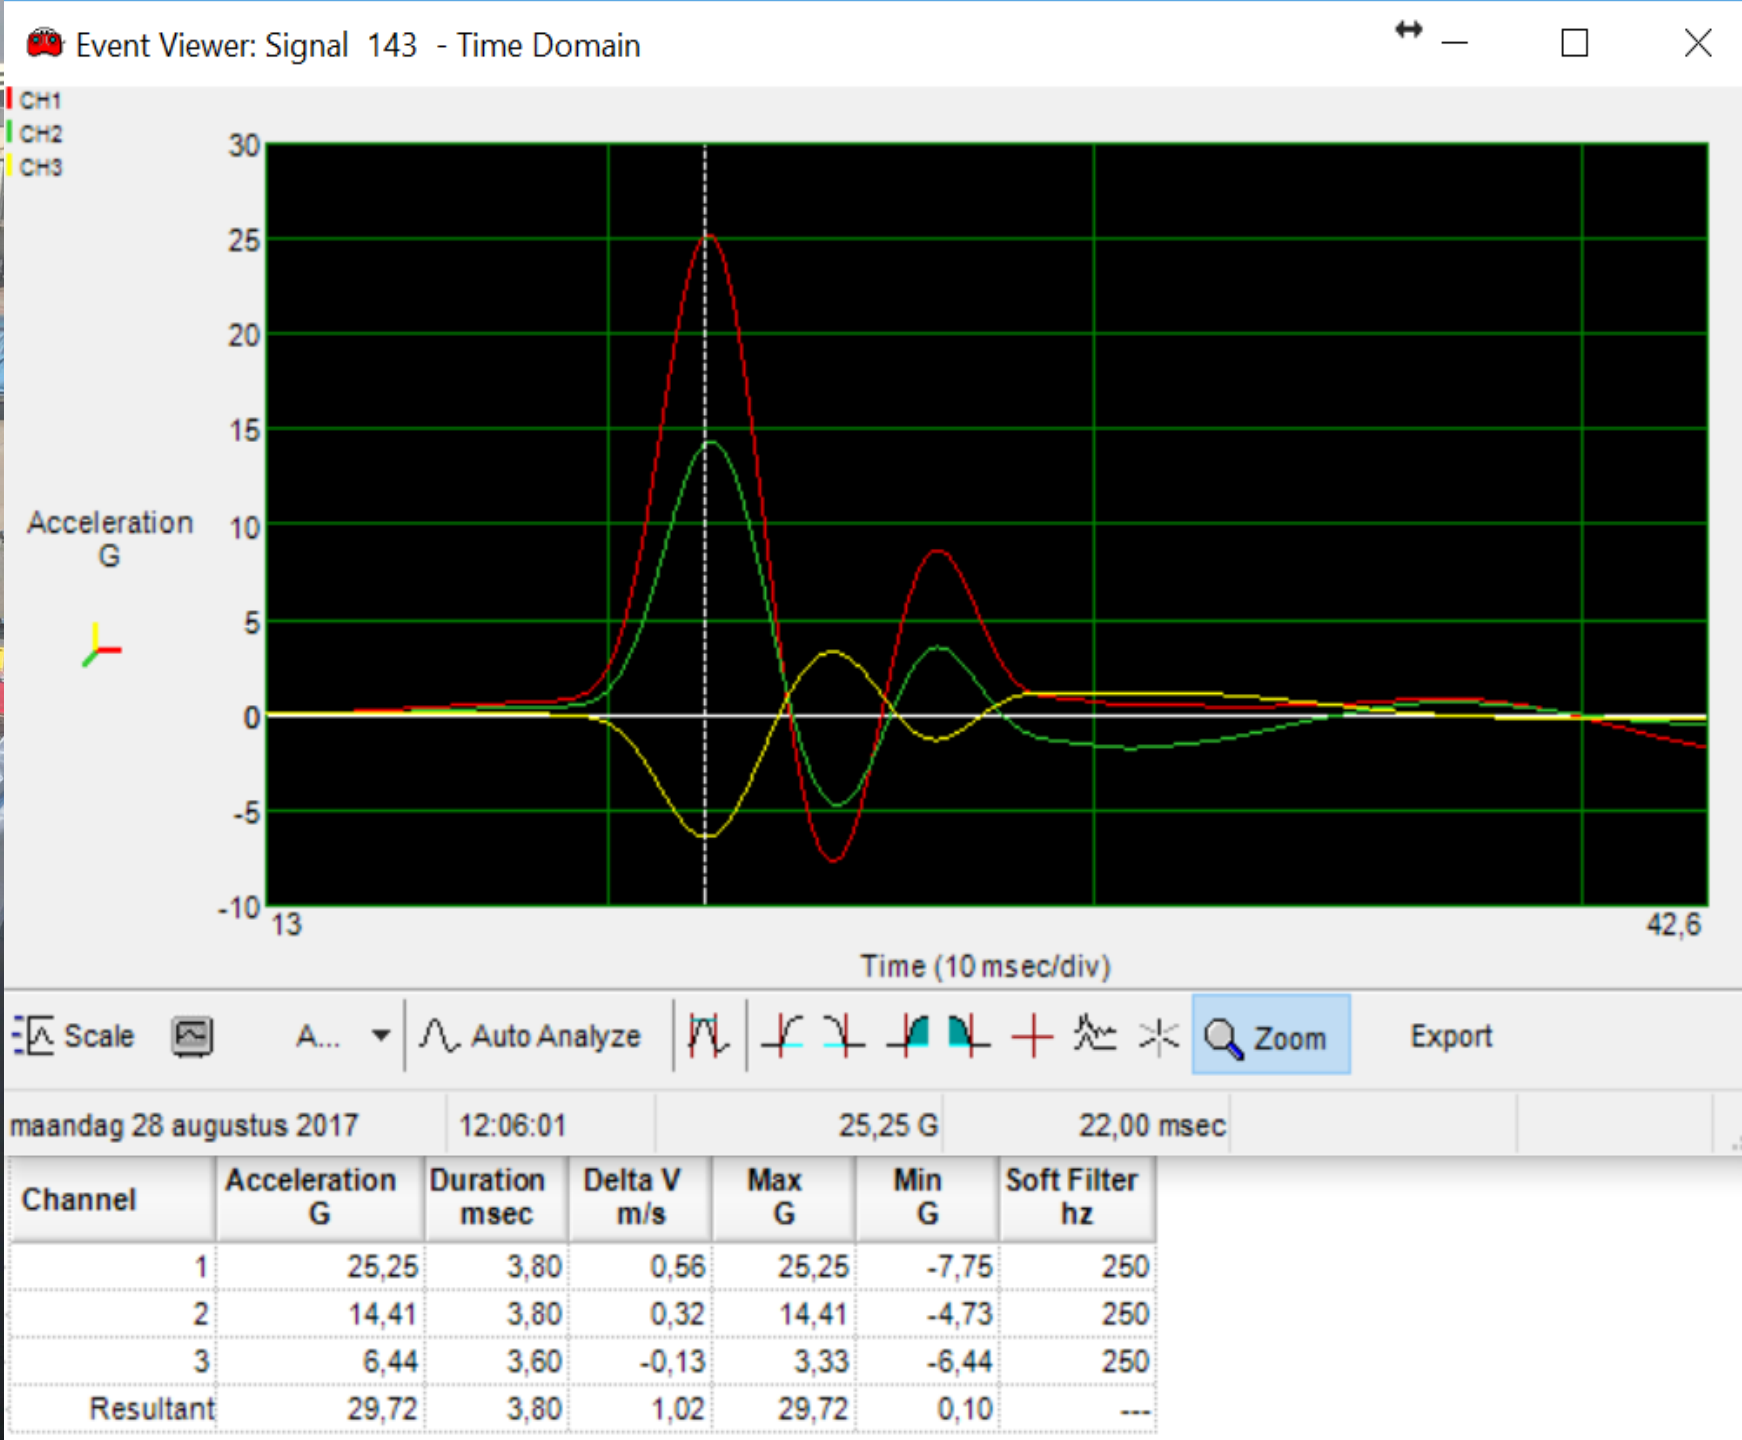 Event Viewer: Signal 143 - Time Domain
CH1
CH2
CH3
30
25
20
15
10
5
0
-5
-10
Acceleration
G
13
42,6
Time (10 msec/div)
Scale A... Auto Analyze Zoom Export
maandag 28 augustus 2017 12:06:01 25,25 G 22,00 msec
Channel Acceleration G Duration msec Delta V m/s Max G Min G Soft Filter hz
1 25,25 3,80 0,56 25,25 -7,75 250
2 14,41 3,80 0,32 14,41 -4,73 250
3 6,44 3,60 -0,13 3,33 -6,44 250
Resultant 29,72 3,80 1,02 29,72 0,10 ---